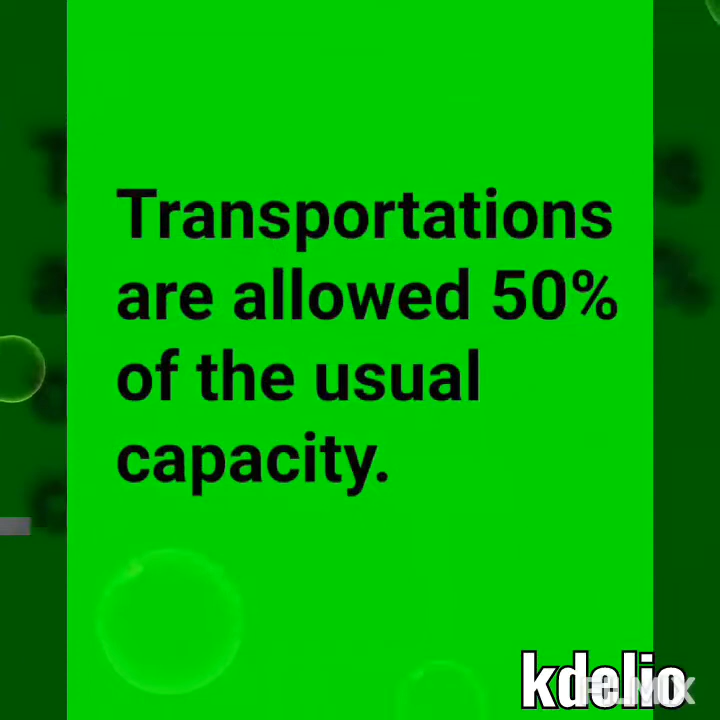 Transportations
are allowed 50%
of the usual
capacity.
kdelio